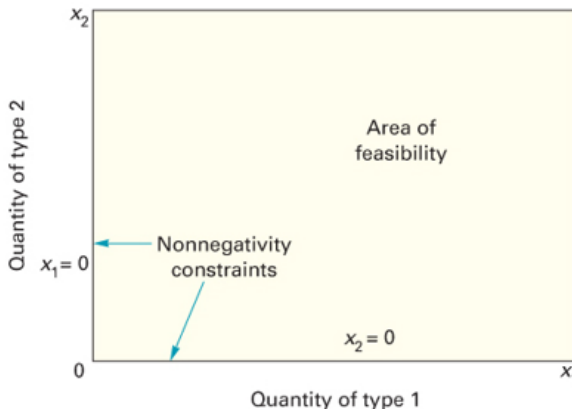 x₂
Quantity of type 2
Area of
feasibility
Nonnegativity
constraints
x₁ = 0
x₂ = 0
0
x
Quantity of type 1